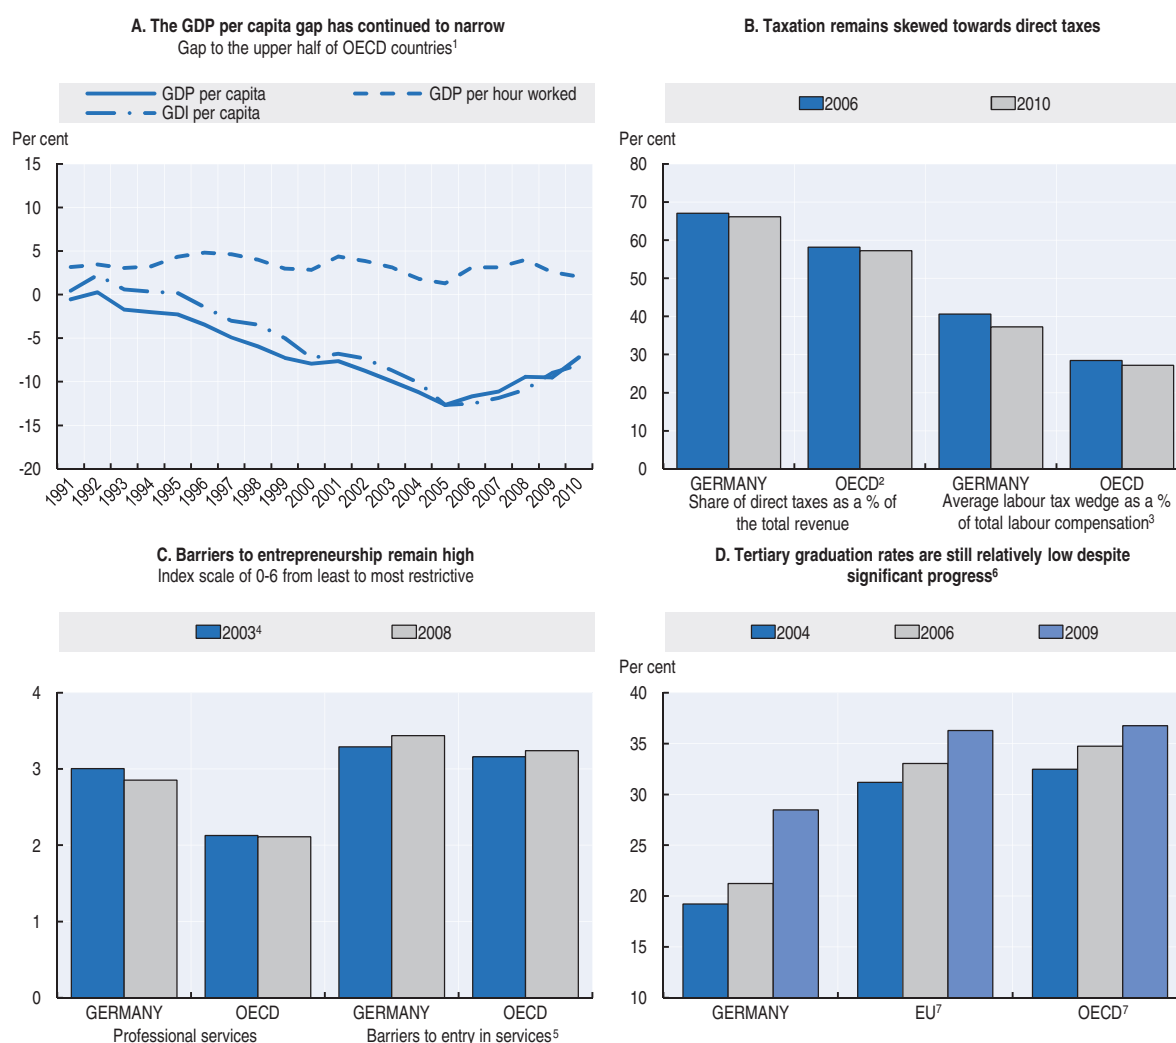 A. The GDP per capita gap has continued to narrow
Gap to the upper half of OECD countries¹
GDP per capita
GDP per hour worked
GDI per capita
Per cent
15
10
5
0
-5
-10
-15
-20
1991
1992
1993
1994
1995
1996
1997
1998
1999
2000
2001
2002
2003
2004
2005
2006
2007
2008
2009
2010
B. Taxation remains skewed towards direct taxes
2006
2010
Per cent
80
70
60
50
40
30
20
10
0
GERMANY
OECD²
GERMANY
OECD
Share of direct taxes as a % of
the total revenue
Average labour tax wedge as a %
of total labour compensation³
C. Barriers to entrepreneurship remain high
Index scale of 0-6 from least to most restrictive
2003⁴
2008
4
3
2
1
0
GERMANY
OECD
GERMANY
OECD
Professional services
Barriers to entry in services⁵
D. Tertiary graduation rates are still relatively low despite
significant progress⁶
2004
2006
2009
Per cent
40
35
30
25
20
15
10
GERMANY
EU⁷
OECD⁷